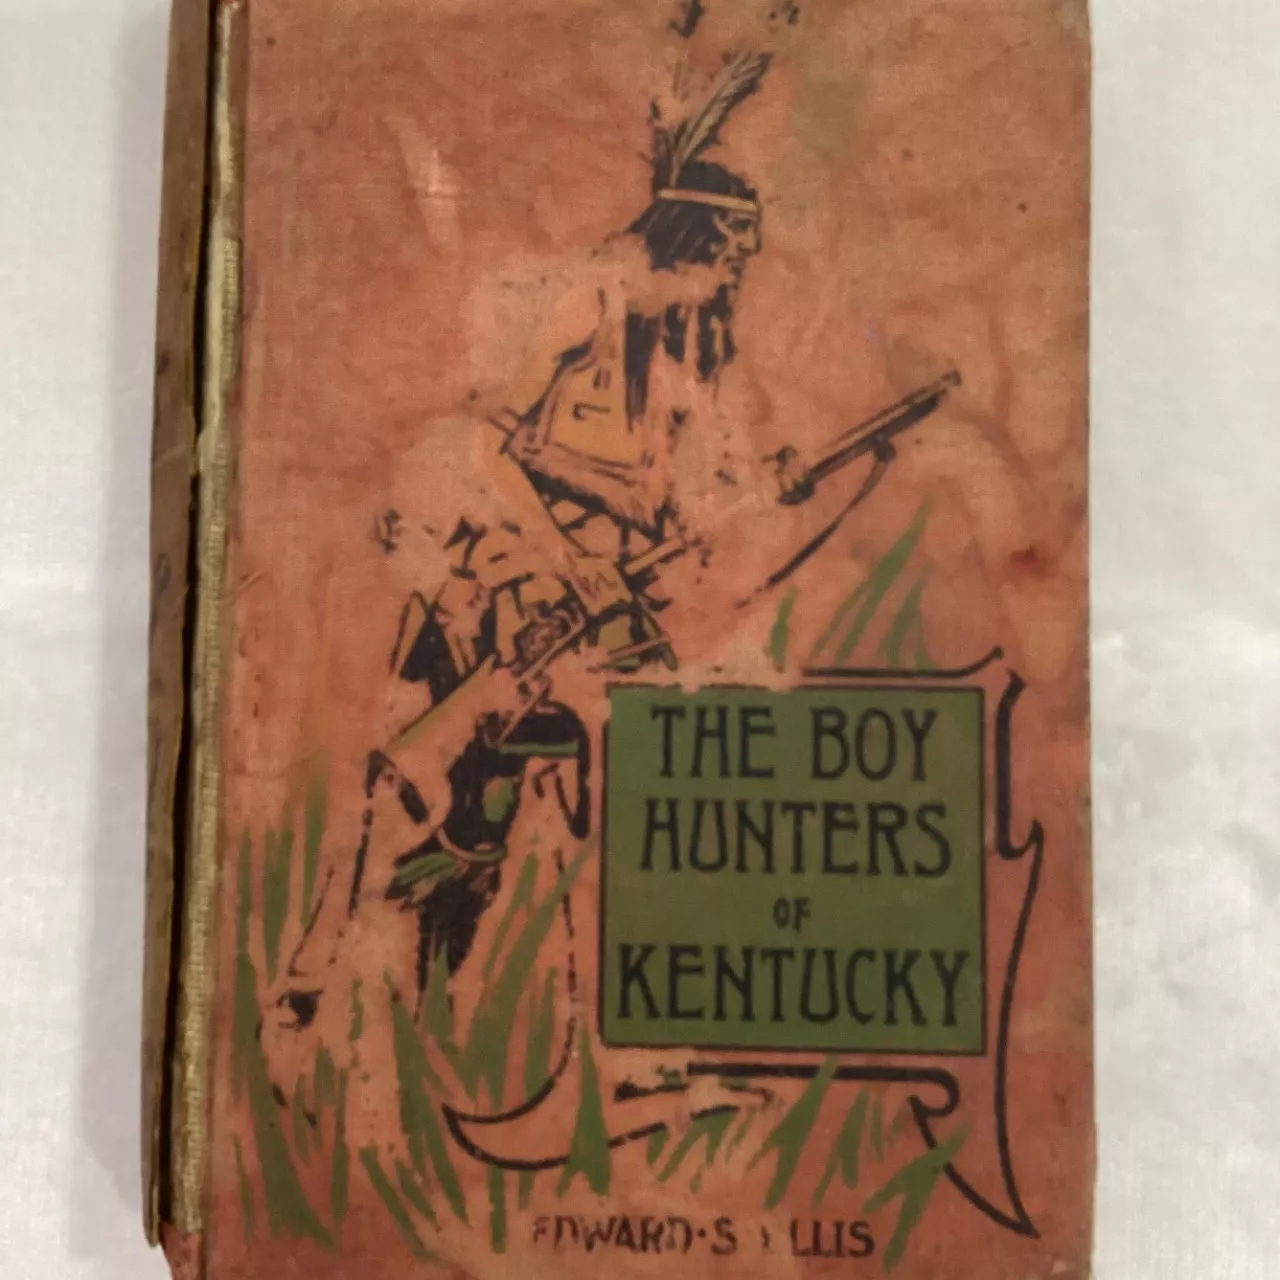 THE BOY
HUNTERS
OF
KENTUCKY
EDWARD·S ELLIS